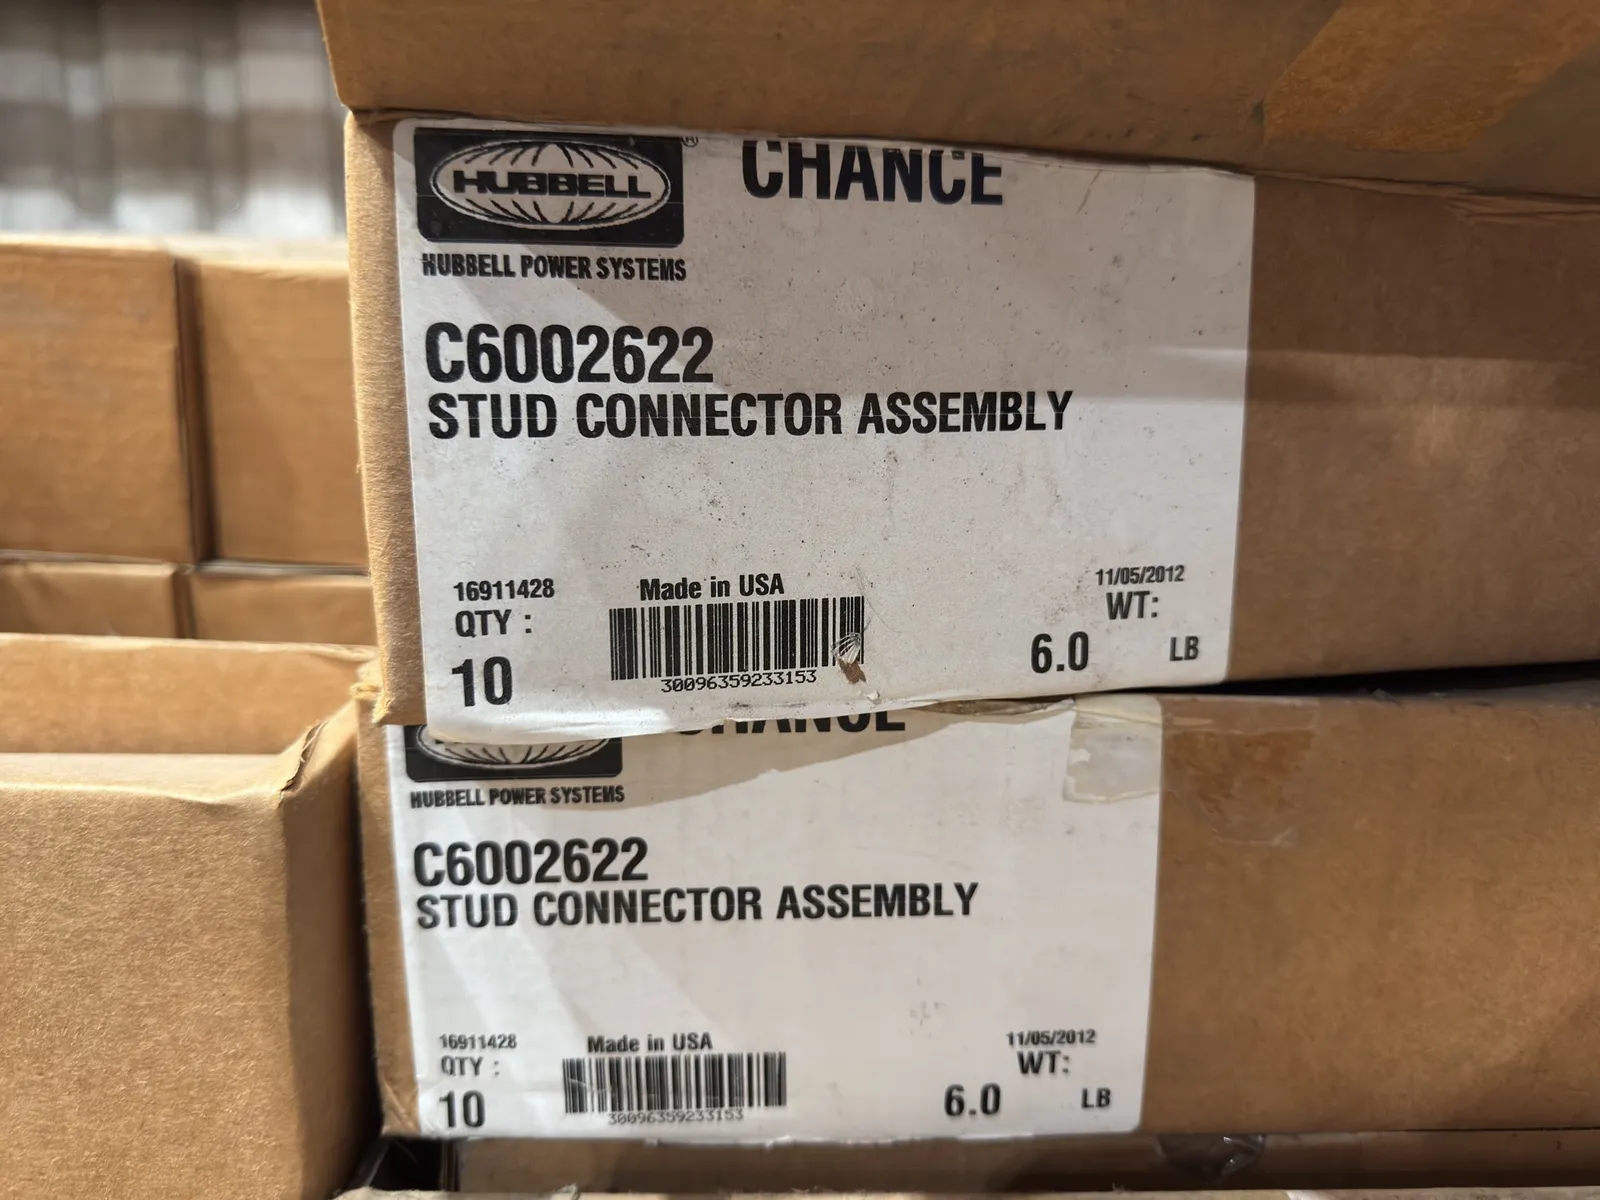 HUBBELL ® CHANCE
HUBBELL POWER SYSTEMS
C6002622
STUD CONNECTOR ASSEMBLY
16911428 Made in USA 11/05/2012
QTY : WT:
10 6.0 LB
30096359233153
CHANCE
HUBBELL POWER SYSTEMS
C6002622
STUD CONNECTOR ASSEMBLY
16911428 Made in USA 11/05/2012
QTY : WT:
10 6.0 LB
30096359233153